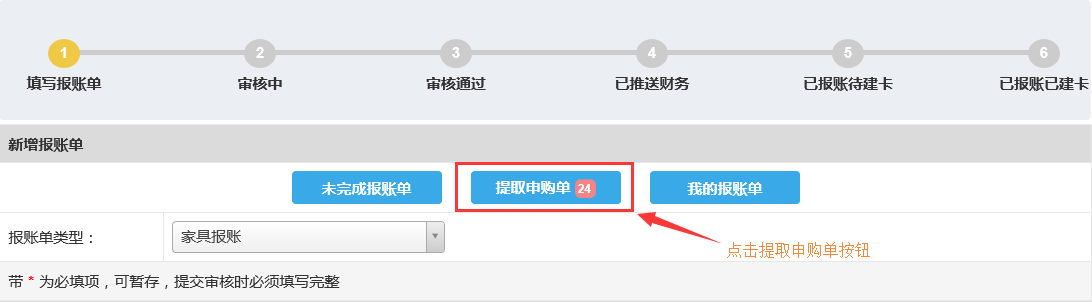 1 2 3 4 5 6
填写报账单 审核中 审核通过 已推送财务 已报账待建卡 已报账已建卡
新增报账单
未完成报账单 提取申购单 24 我的报账单
报账单类型： 家具报账
点击提取申购单按钮
带 * 为必填项，可暂存，提交审核时必须填写完整